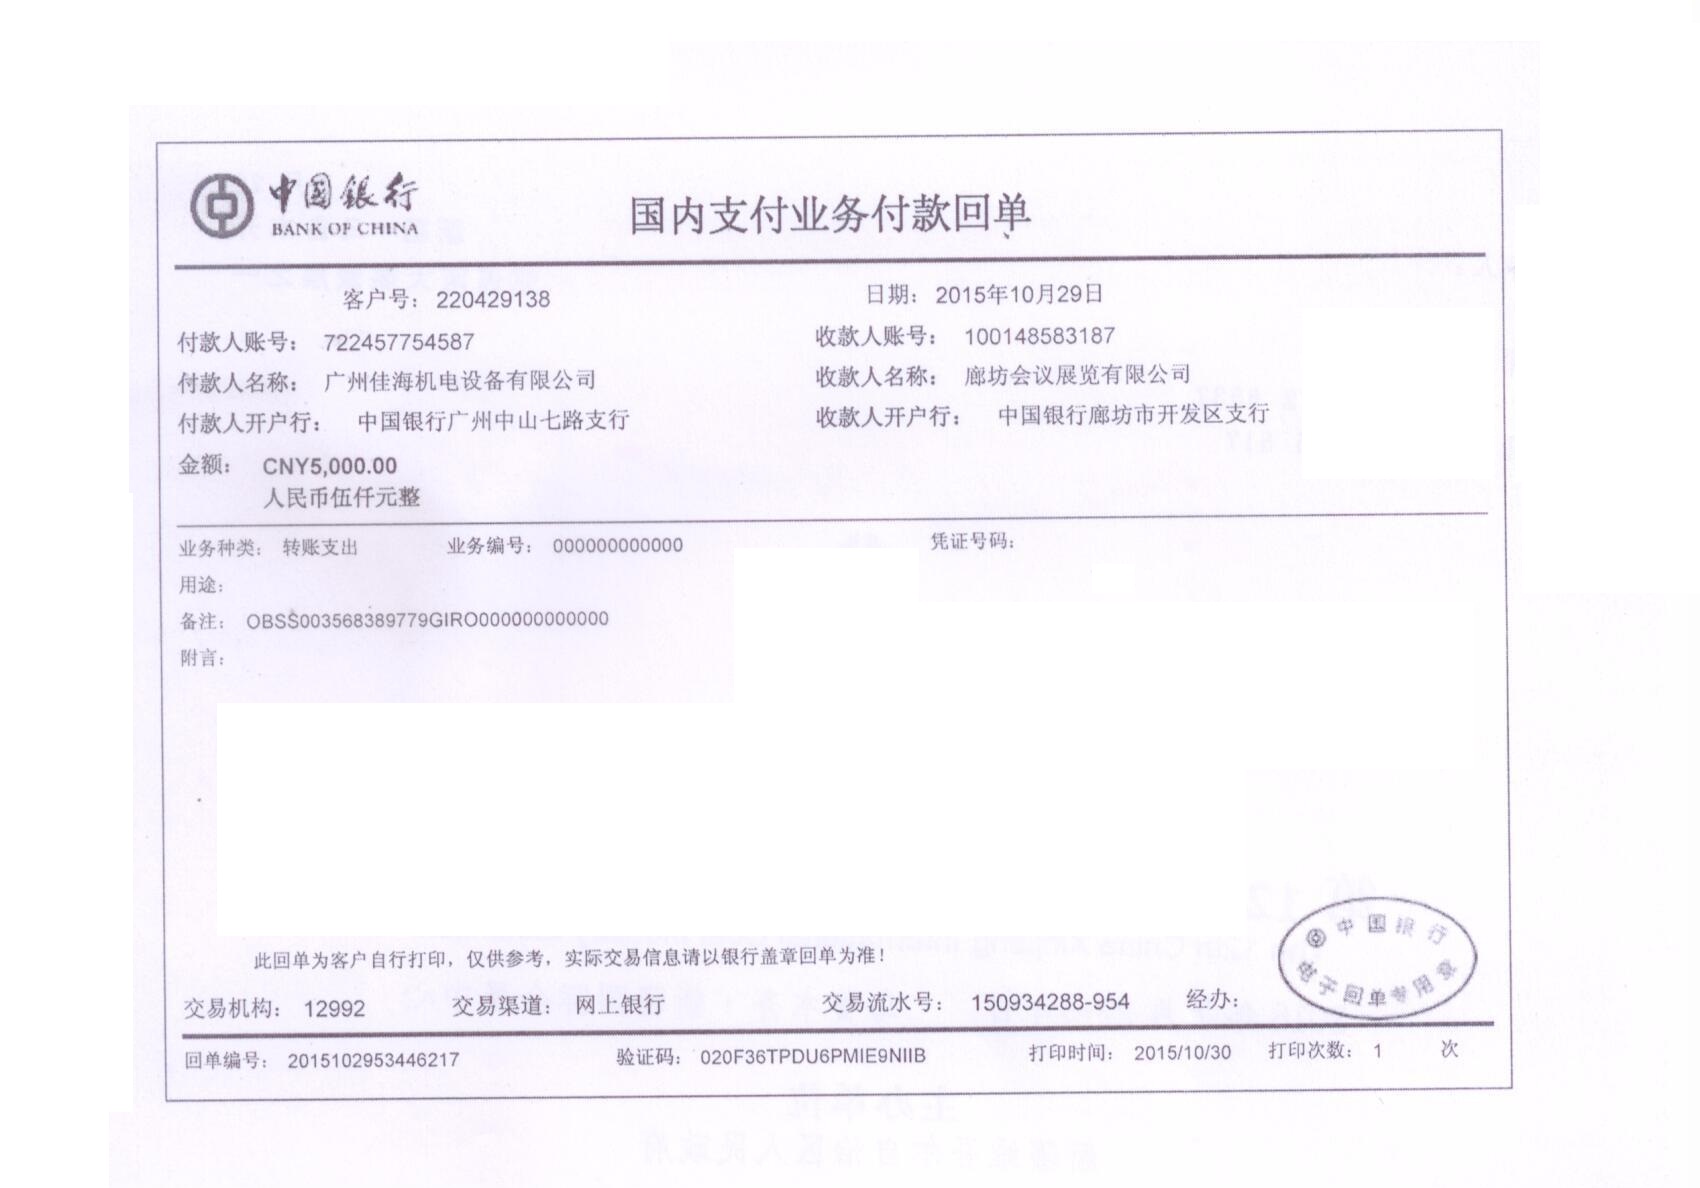 中国银行
BANK OF CHINA
国内支付业务付款回单
客户号： 220429138 日期： 2015年10月29日
付款人账号： 722457754587 收款人账号： 100148583187
付款人名称： 广州佳海机电设备有限公司 收款人名称： 廊坊会议展览有限公司
付款人开户行： 中国银行广州中山七路支行 收款人开户行： 中国银行廊坊市开发区支行
金额： CNY5,000.00
人民币伍仟元整
业务种类： 转账支出 业务编号： 000000000000 凭证号码：
用途：
备注： OBSS003568389779GIRO000000000000
附言：
此回单为客户自行打印，仅供参考，实际交易信息请以银行盖章回单为准！
中国银行
电子回单专用章
交易机构： 12992 交易渠道： 网上银行 交易流水号： 150934288-954 经办：
回单编号： 2015102953446217 验证码： 020F36TPDU6PMIE9NIIB 打印时间： 2015/10/30 打印次数： 1 次